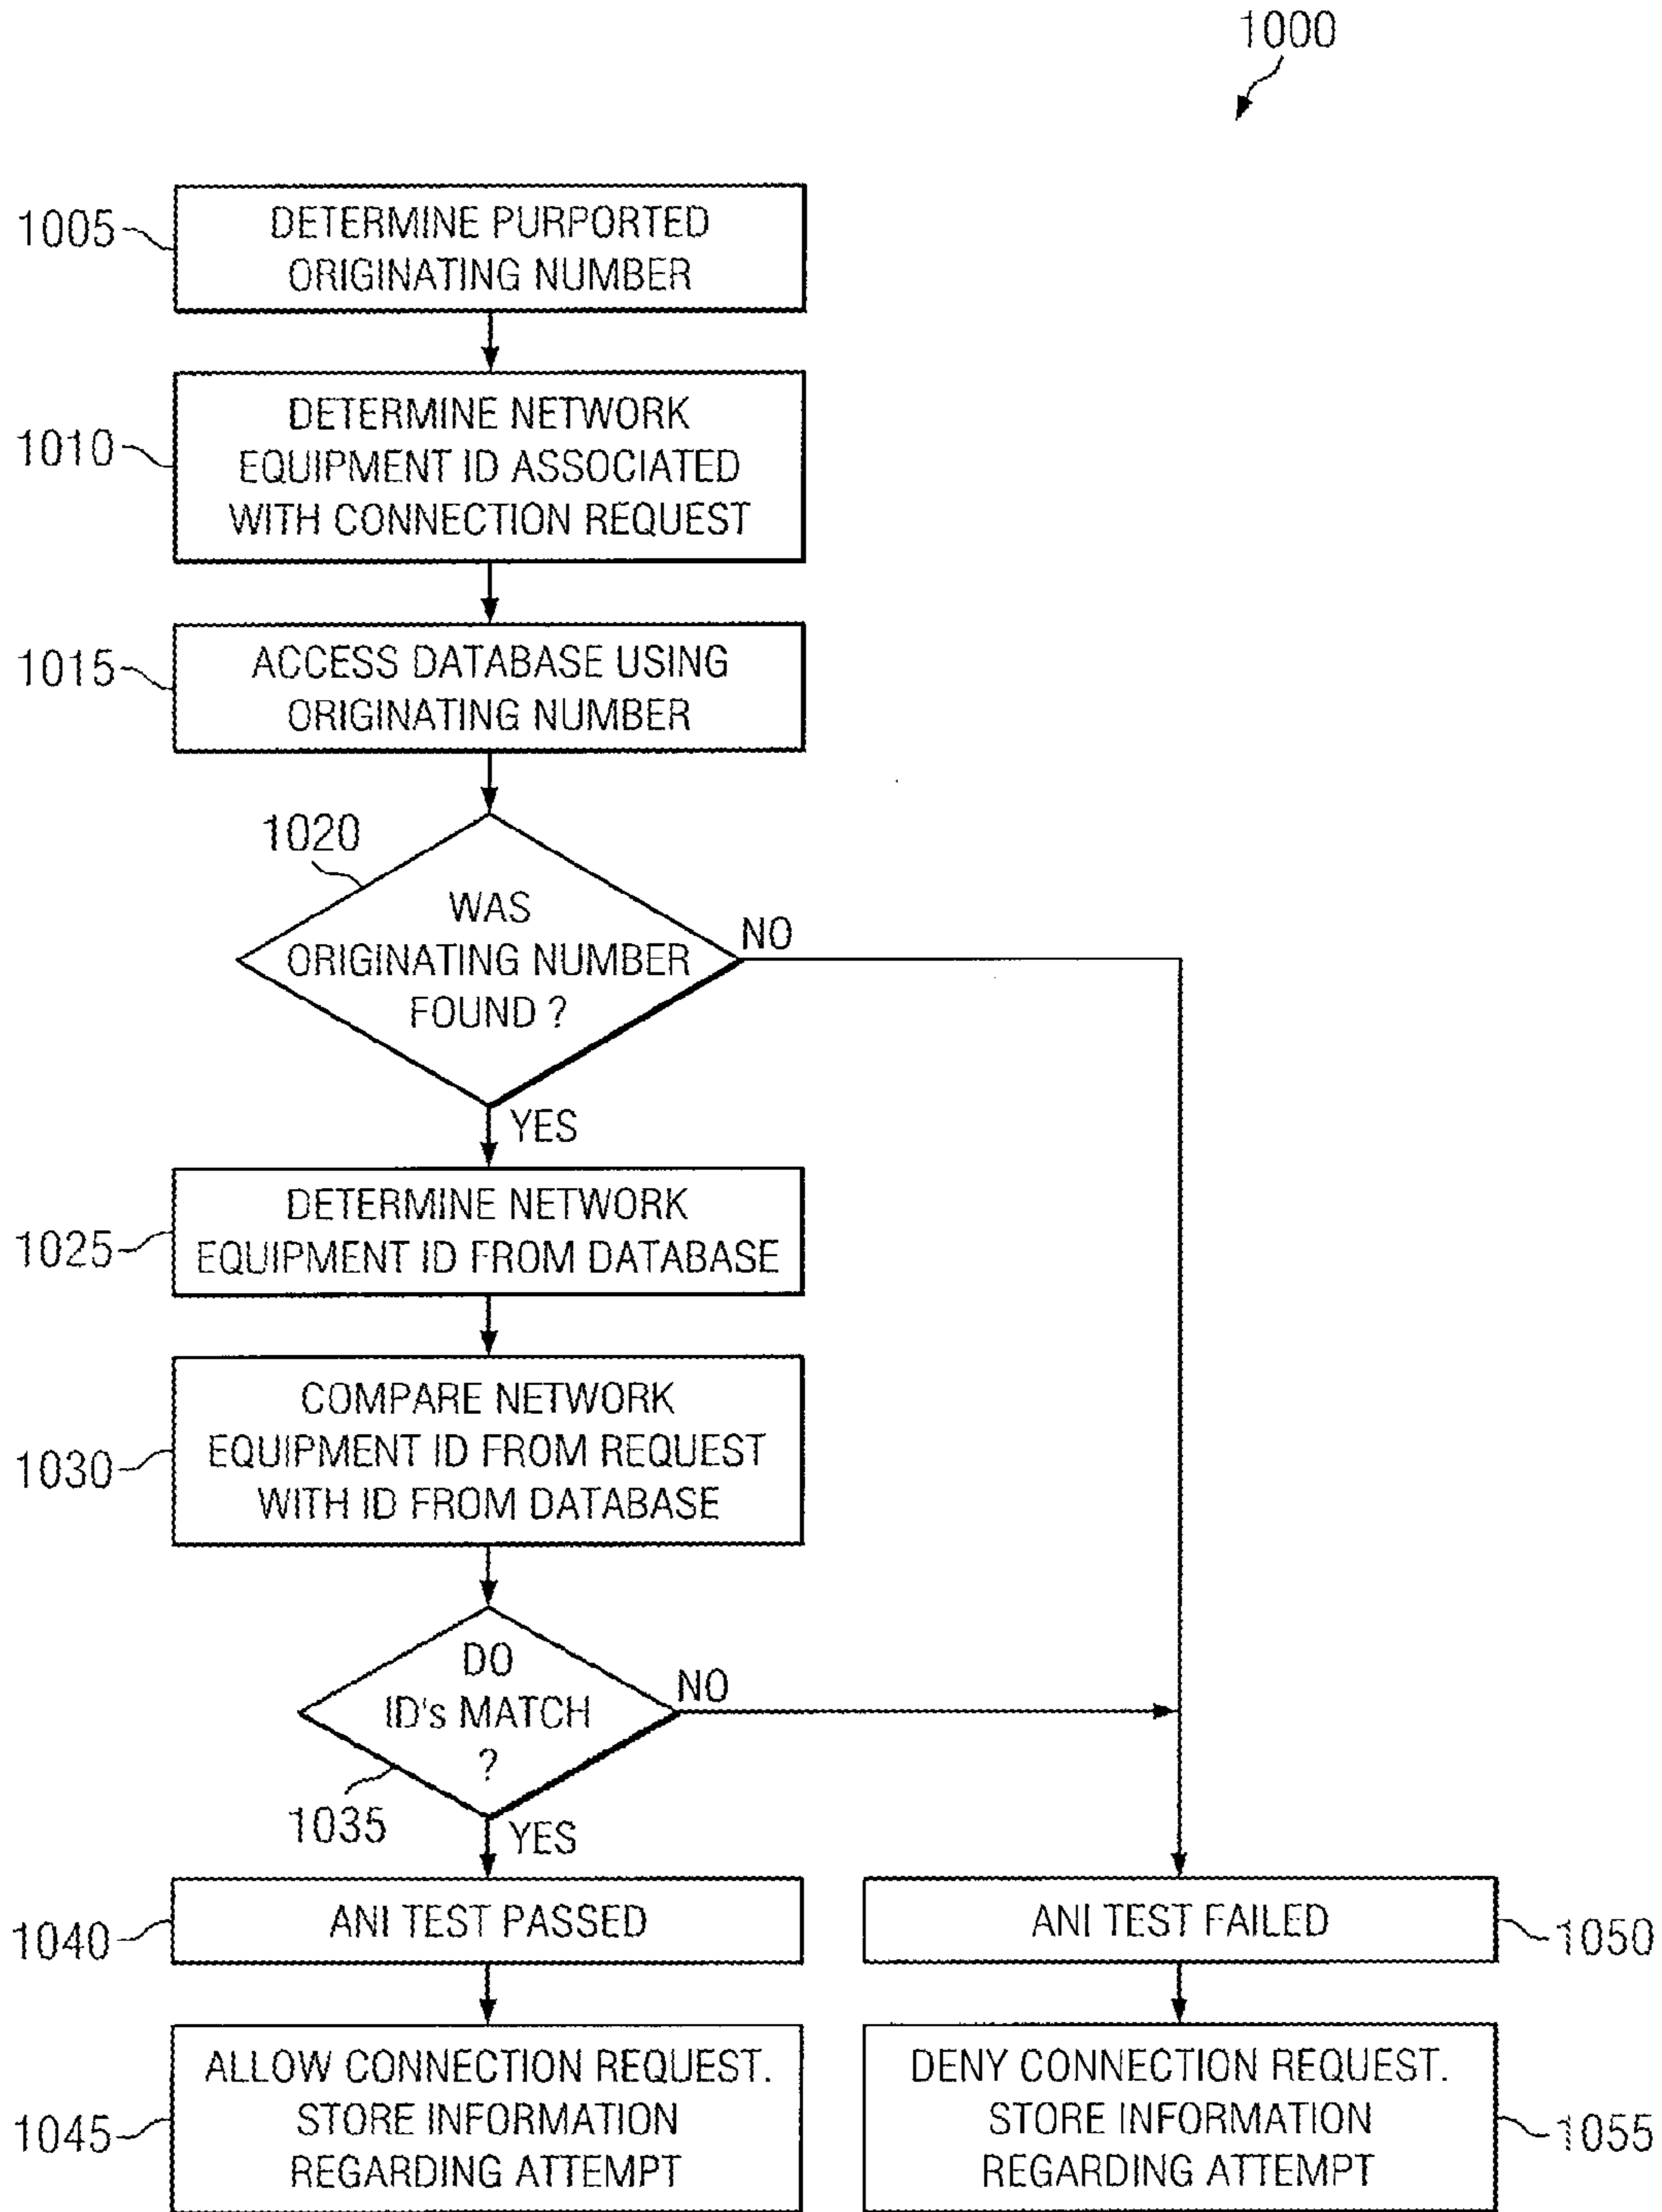 1000
1005
DETERMINE PURPORTED
ORIGINATING NUMBER
1010
DETERMINE NETWORK
EQUIPMENT ID ASSOCIATED
WITH CONNECTION REQUEST
1015
ACCESS DATABASE USING
ORIGINATING NUMBER
1020
WAS
ORIGINATING NUMBER
FOUND ?
NO
YES
1025
DETERMINE NETWORK
EQUIPMENT ID FROM DATABASE
1030
COMPARE NETWORK
EQUIPMENT ID FROM REQUEST
WITH ID FROM DATABASE
DO
ID's MATCH
?
NO
1035
YES
1040
ANI TEST PASSED
ANI TEST FAILED
1050
1045
ALLOW CONNECTION REQUEST.
STORE INFORMATION
REGARDING ATTEMPT
DENY CONNECTION REQUEST.
STORE INFORMATION
REGARDING ATTEMPT
1055